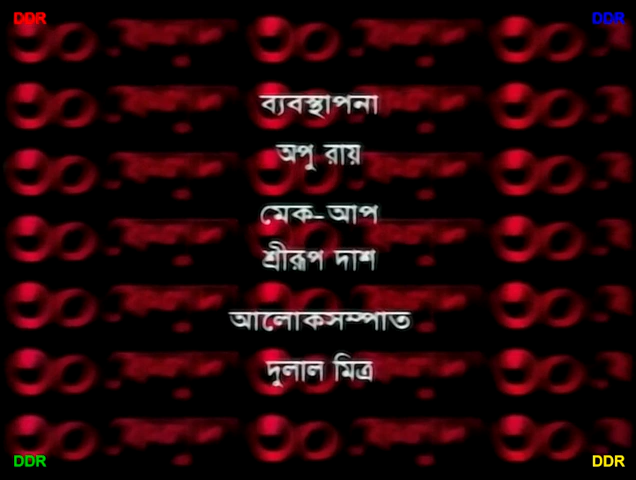 DDR DDR
ব্যবস্থাপনা
অপু রায়
মেক-আপ
শ্রীরূপ দাশ
আলোকসম্পাত
দুলাল মিত্র
DDR DDR